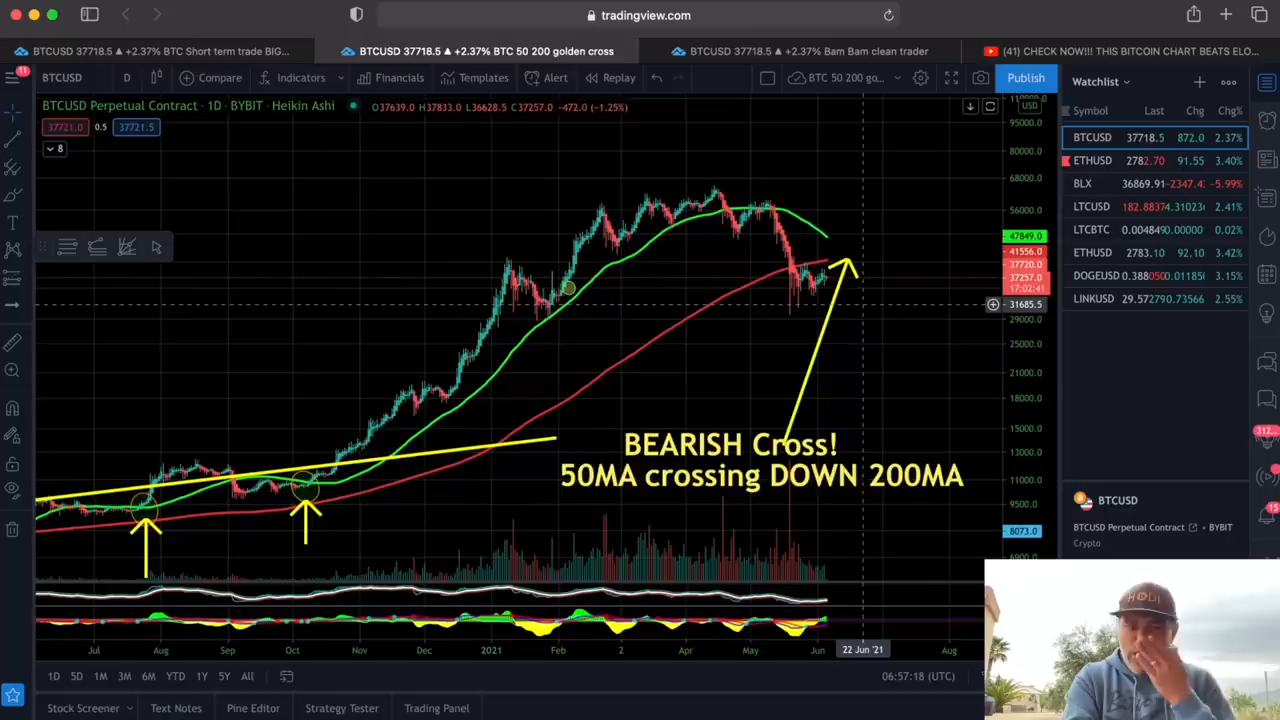 tradingview.com
BTCUSD 37718.5 ▲ +2.37% BTC Short term trade BIG...
BTCUSD 37718.5 ▲ +2.37% BTC 50 200 golden cross
BTCUSD 37718.5 ▲ +2.37% Bam Bam clean trader
(41) CHECK NOW!!! THIS BITCOIN CHART BEATS ELO...
11
BTCUSD
D
Compare
Indicators
Financials
Templates
Alert
Replay
BTC 50 200 go...
Publish
Watchlist
BTCUSD Perpetual Contract · 1D · BYBIT · Heikin Ashi
O37639.0 H37833.0 L36628.5 C37257.0 -472.0 (-1.25%)
37721.0 0.5 37721.5
8
USD
95000.0
80000.0
68000.0
56000.0
47849.0
41556.0
37720.0
37257.0
17:02:41
31685.5
29000.0
25000.0
21000.0
18000.0
15000.0
13000.0
11000.0
9500.0
8073.0
BEARISH Cross!
50MA crossing DOWN 200MA
Symbol Last Chg Chg%
BTCUSD 37718.5 872.0 2.37%
ETHUSD 2782.70 91.55 3.40%
BLX 36869.91 -2347.4 -5.99%
LTCUSD 182.8837 4.31023 2.41%
LTCBTC 0.004849 0.00000 0.02%
ETHUSD 2783.10 92.10 3.42%
DOGEUSD 0.388050 0.01185 3.15%
LINKUSD 29.5727 0.73566 2.55%
312
15
BTCUSD
BTCUSD Perpetual Contract · BYBIT
Crypto
Jul Aug Sep Oct Nov Dec 2021 Feb 2 Apr May Jun 22 Jun '21 Aug
1D 5D 1M 3M 6M YTD 1Y 5Y All
06:57:18 (UTC)
Stock Screener Text Notes Pine Editor Strategy Tester Trading Panel